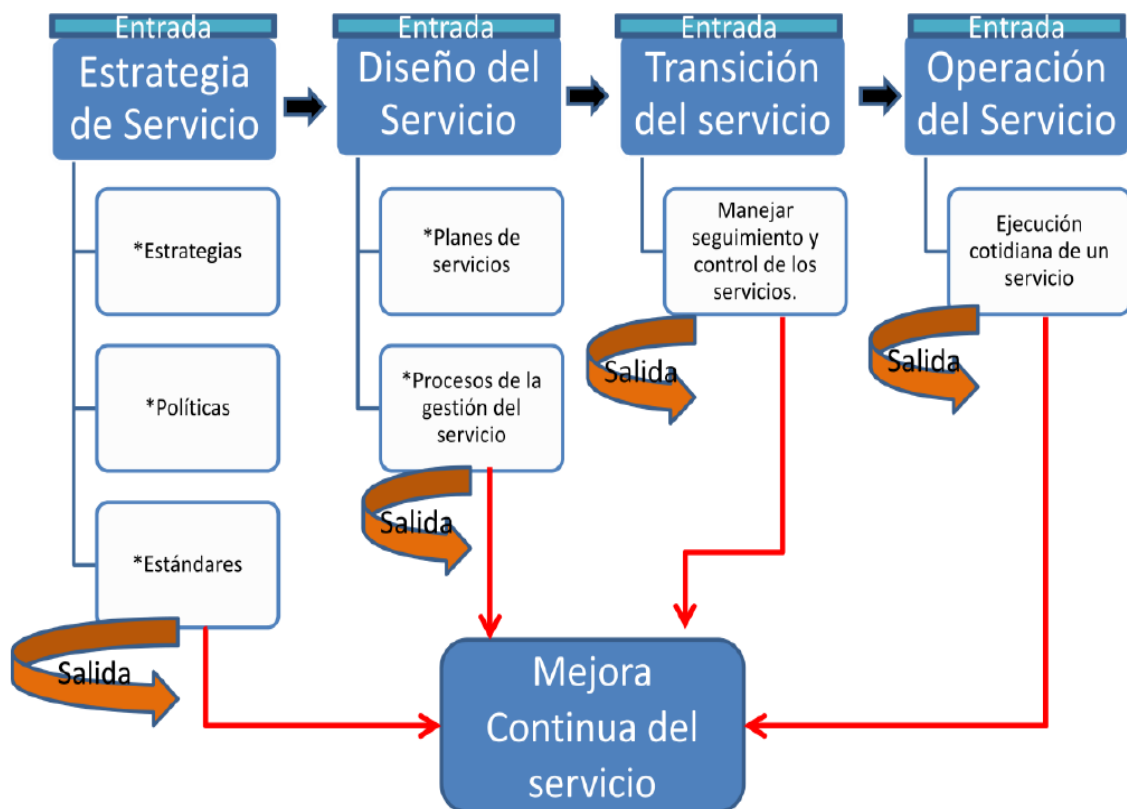 Entrada
Estrategia
de Servicio
*Estrategias
*Políticas
*Estándares
Salida
Entrada
Diseño del
Servicio
*Planes de
servicios
*Procesos de la
gestión del
servicio
Salida
Entrada
Transición
del servicio
Manejar
seguimiento y
control de los
servicios.
Salida
Entrada
Operación
del Servicio
Ejecución
cotidiana de un
servicio
Salida
Mejora
Continua del
servicio